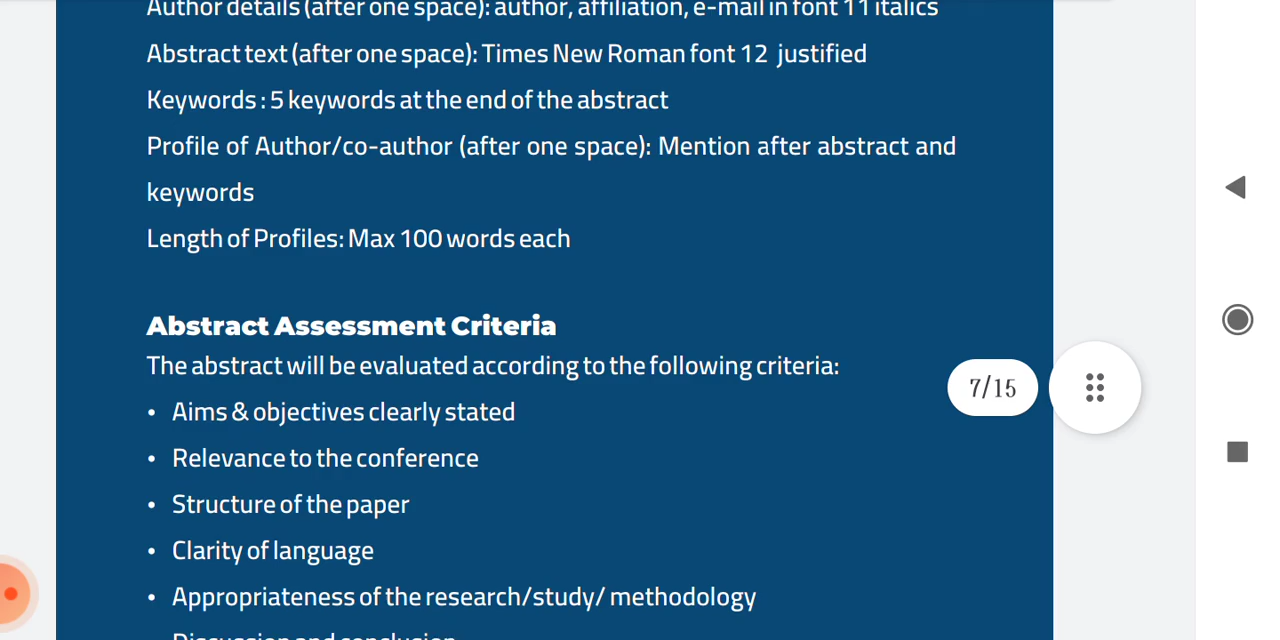 Author details (after one space): author, affiliation, e-mail in font 11 italics
Abstract text (after one space): Times New Roman font 12 justified
Keywords : 5 keywords at the end of the abstract
Profile of Author/co-author (after one space): Mention after abstract and
keywords
Length of Profiles: Max 100 words each
Abstract Assessment Criteria
The abstract will be evaluated according to the following criteria:
• Aims & objectives clearly stated
7/15
• Relevance to the conference
• Structure of the paper
• Clarity of language
• Appropriateness of the research/study/ methodology
Discussion and conclusion